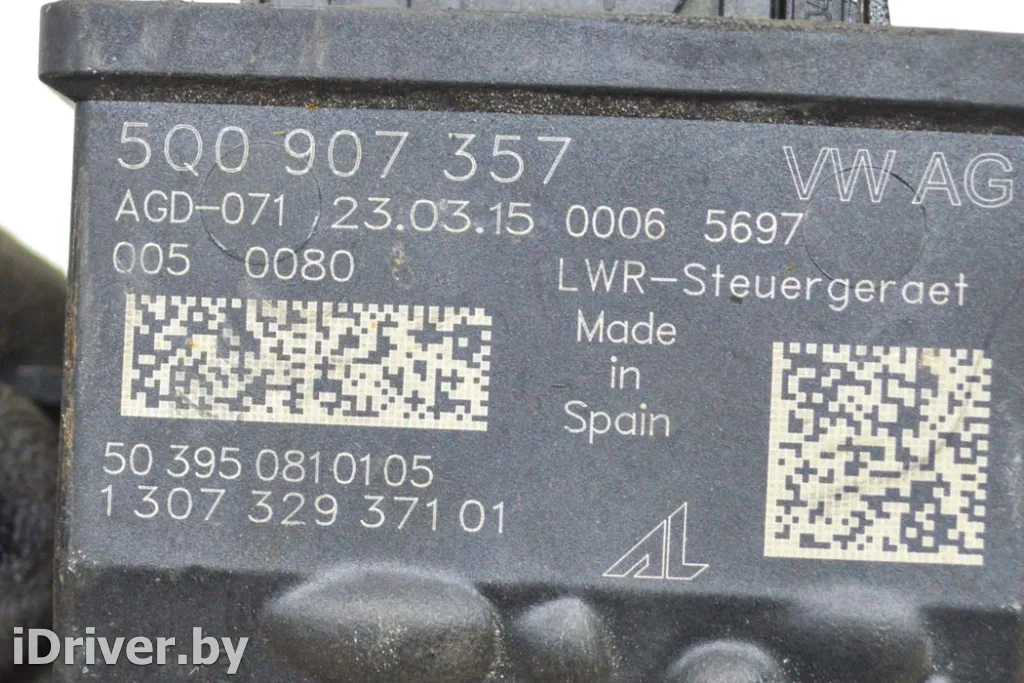 5Q0 907 357
VW AG
AGD-071 23.03.15 0006 5697
005 0080
LWR-Steuergeraet
Made
in
Spain
50 395 0810105
1 307 329 371 01
AL
iDriver.by